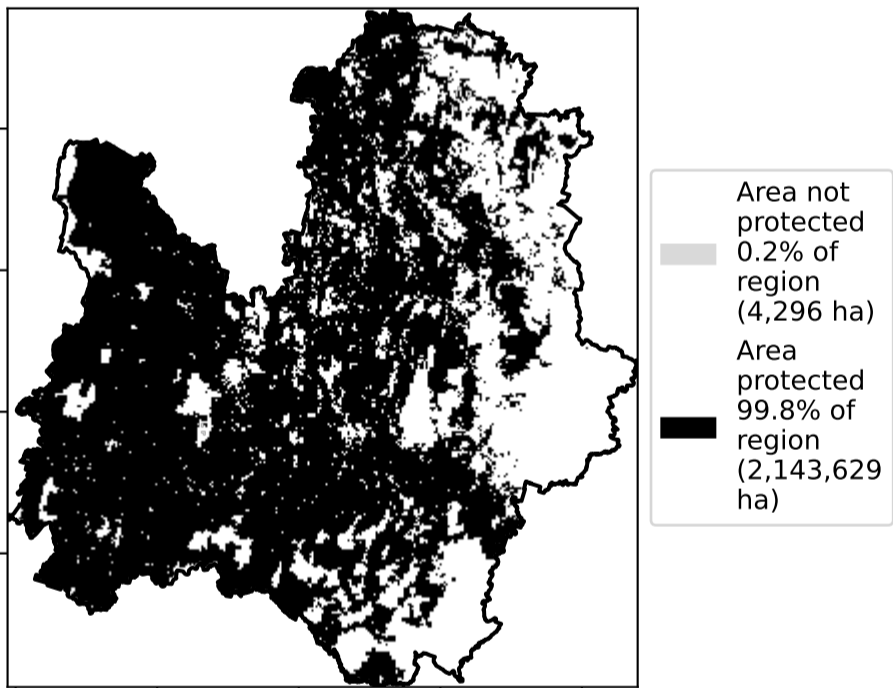 Area not
protected
0.2% of
region
(4,296 ha)
Area
protected
99.8% of
region
(2,143,629
ha)